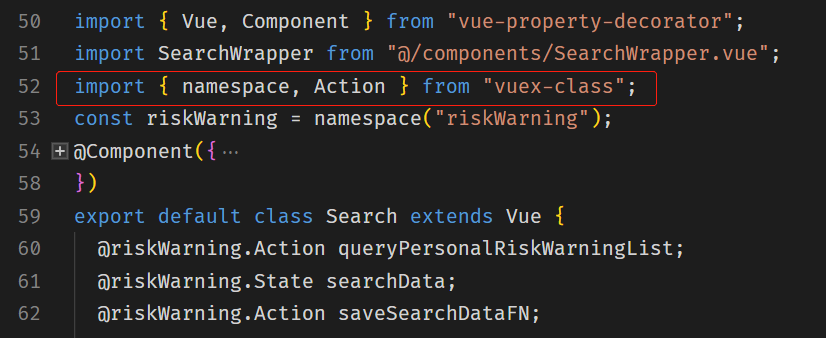 50 import { Vue, Component } from "vue-property-decorator";
51 import SearchWrapper from "@/components/SearchWrapper.vue";
52 import { namespace, Action } from "vuex-class";
53 const riskWarning = namespace("riskWarning");
54 @Component({ ⋯
58 })
59 export default class Search extends Vue {
60 @riskWarning.Action queryPersonalRiskWarningList;
61 @riskWarning.State searchData;
62 @riskWarning.Action saveSearchDataFN;